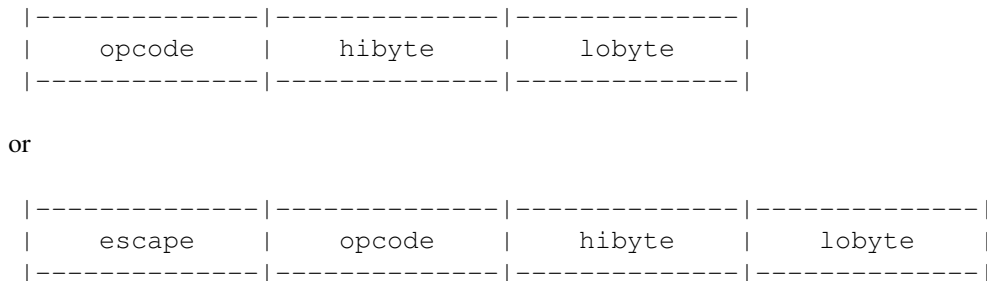 |--------------|--------------|--------------|
|    opcode    |    hibyte    |    lobyte    |
|--------------|--------------|--------------|
or
|--------------|--------------|--------------|--------------|
|    escape    |    opcode    |    hibyte    |    lobyte    |
|--------------|--------------|--------------|--------------|